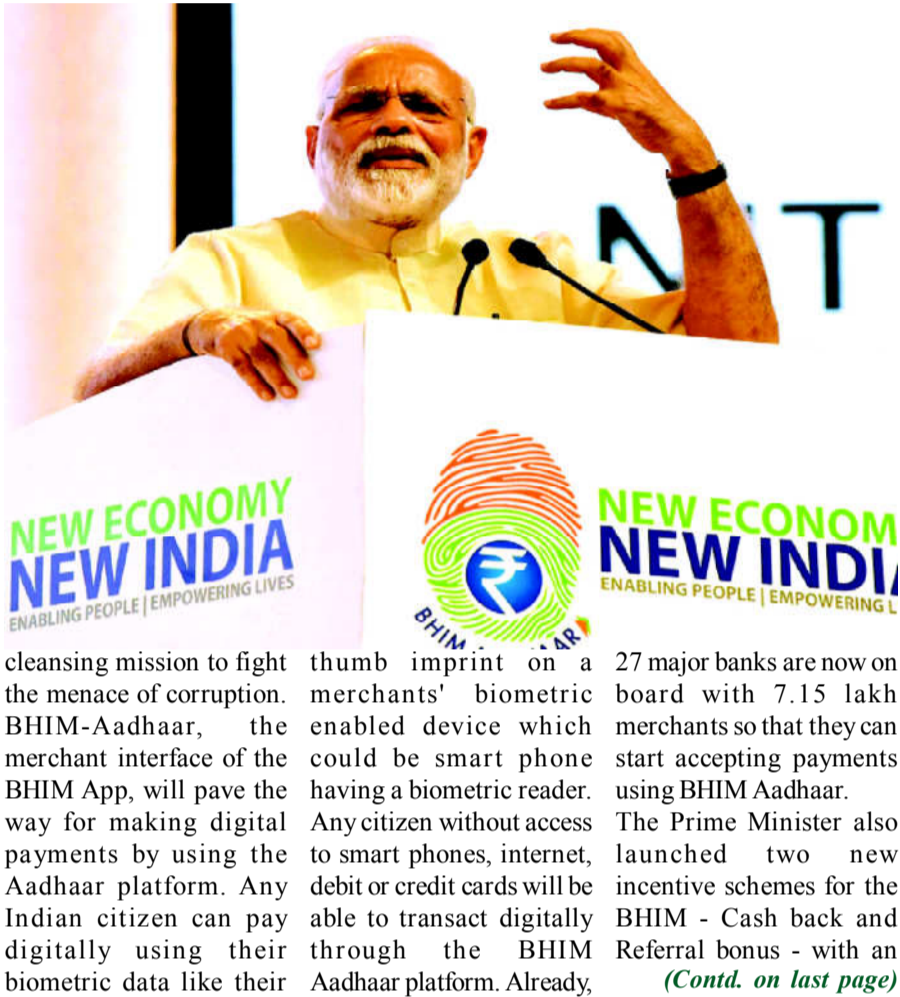 NT
NEW ECONOMY
NEW INDIA
ENABLING PEOPLE | EMPOWERING LIVES
BHIM
NEW ECONOM
NEW INDI
ENABLING PEOPLE | EMPOWERING L
cleansing mission to fight
the menace of corruption.
BHIM-Aadhaar, the
merchant interface of the
BHIM App, will pave the
way for making digital
payments by using the
Aadhaar platform. Any
Indian citizen can pay
digitally using their
biometric data like their
thumb imprint on a
merchants' biometric
enabled device which
could be smart phone
having a biometric reader.
Any citizen without access
to smart phones, internet,
debit or credit cards will be
able to transact digitally
through the BHIM
Aadhaar platform. Already,
27 major banks are now on
board with 7.15 lakh
merchants so that they can
start accepting payments
using BHIM Aadhaar.
The Prime Minister also
launched two new
incentive schemes for the
BHIM - Cash back and
Referral bonus - with an
(Contd. on last page)